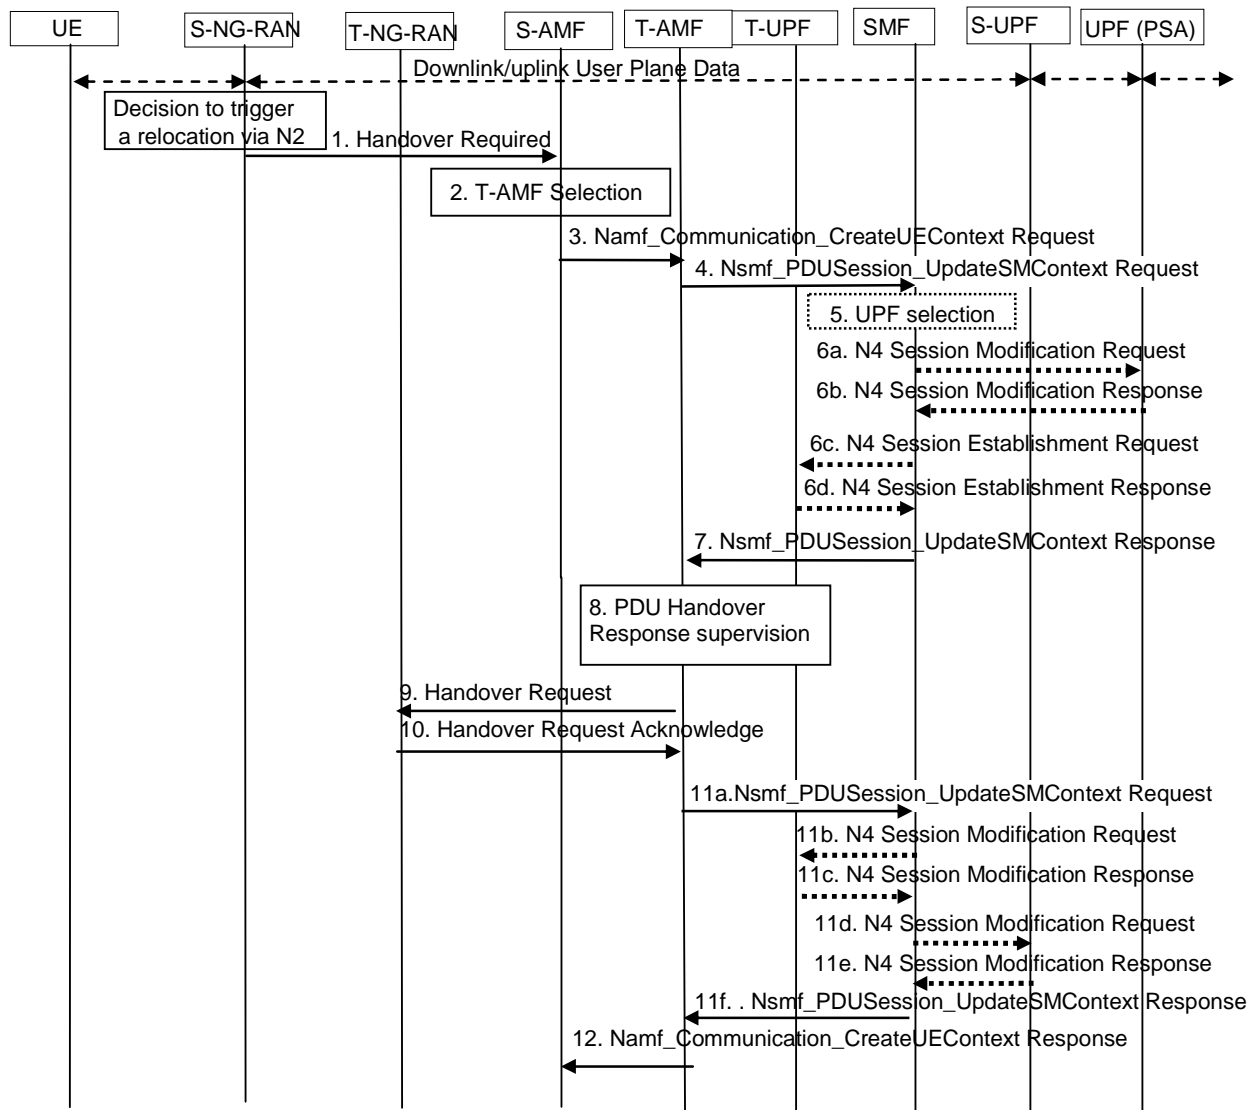 UE
S-NG-RAN
T-NG-RAN
S-AMF
T-AMF
T-UPF
SMF
S-UPF
UPF (PSA)
Downlink/uplink User Plane Data
Decision to trigger
a relocation via N2
1. Handover Required
2. T-AMF Selection
3. Namf_Communication_CreateUEContext Request
4. Nsmf_PDUSession_UpdateSMContext Request
5. UPF selection
6a. N4 Session Modification Request
6b. N4 Session Modification Response
6c. N4 Session Establishment Request
6d. N4 Session Establishment Response
7. Nsmf_PDUSession_UpdateSMContext Response
8. PDU Handover
Response supervision
9. Handover Request
10. Handover Request Acknowledge
11a.Nsmf_PDUSession_UpdateSMContext Request
11b. N4 Session Modification Request
11c. N4 Session Modification Response
11d. N4 Session Modification Request
11e. N4 Session Modification Response
11f. . Nsmf_PDUSession_UpdateSMContext Response
12. Namf_Communication_CreateUEContext Response